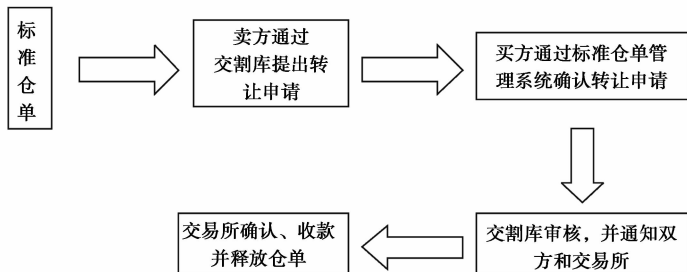 标
准
仓
单
卖方通过
交割库提出转
让申请
买方通过标准仓单管
理系统确认转让申请
交割库审核，并通知双
方和交易所
交易所确认、收款
并释放仓单